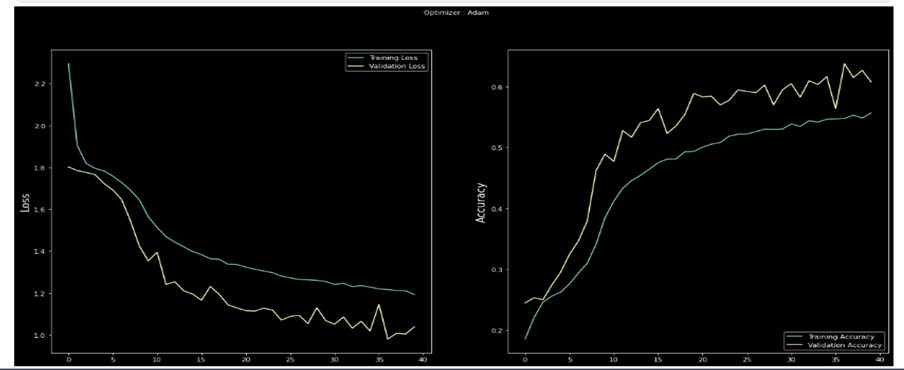 Optimizer : Adam
Training Loss
Validation Loss
2.2
2.0
1.8
1.6
1.4
1.2
1.0
Loss
0 5 10 15 20 25 30 35 40
0.6
0.5
0.4
0.3
0.2
Accuracy
Training Accuracy
Validation Accuracy
0 5 10 15 20 25 30 35 40